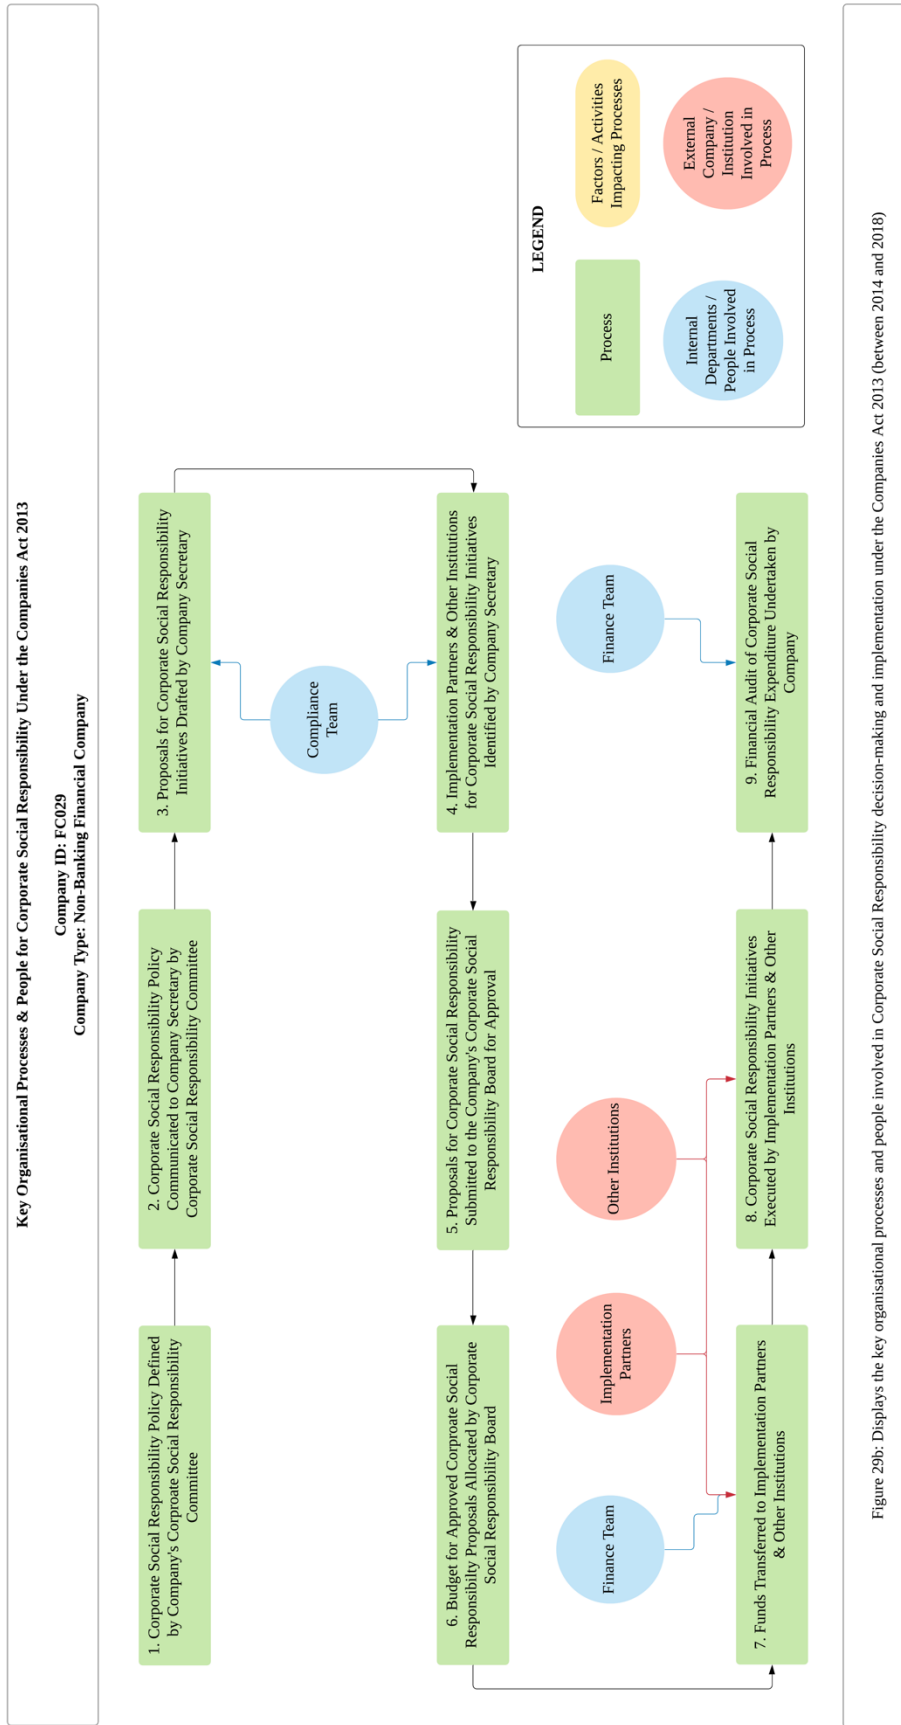 Key Organisational Processes & People for Corporate Social Responsibility Under the Companies Act 2013
Company ID: FC029
Company Type: Non-Banking Financial Company
1. Corporate Social Responsibility Policy Defined
by Company's Corproate Social Responsibility
Committee
2. Corporate Social Responsibility Policy
Communicated to Company Secretary by
Corporate Social Responsibility Committee
3. Proposals for Corporate Social Responsibility
Initiatives Drafted by Company Secretary
Compliance
Team
4. Implementation Partners & Other Institutions
for Corporate Social Responsibility Initiatives
Identified by Company Secretary
5. Proposals for Corporate Social Responsibility
Submitted to the Company's Corporate Social
Responsibility Board for Approval
6. Budget for Approved Corproate Social
Responsibilty Proposals Allocated by Corporate
Social Responsibility Board
Finance Team
Implementation
Partners
Other Institutions
Finance Team
7. Funds Transferred to Implementation Partners
& Other Institutions
8. Corporate Social Responsibility Initiatives
Executed by Implementation Partners & Other
Institutions
9. Financial Audit of Corporate Social
Responsibility Expenditure Undertaken by
Company
LEGEND
Process
Factors / Activities
Impacting Processes
Internal
Departments /
People Involved
in Process
External
Company /
Institution
Involved in
Process
Figure 29b: Displays the key organisational processes and people involved in Corporate Social Responsibility decision-making and implementation under the Companies Act 2013 (between 2014 and 2018)